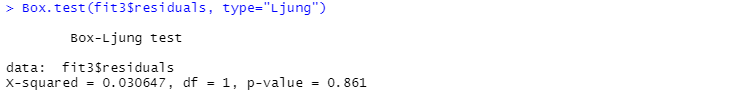 > Box.test(fit3$residuals, type="Ljung")
Box-Ljung test
data:  fit3$residuals
X-squared = 0.030647, df = 1, p-value = 0.861